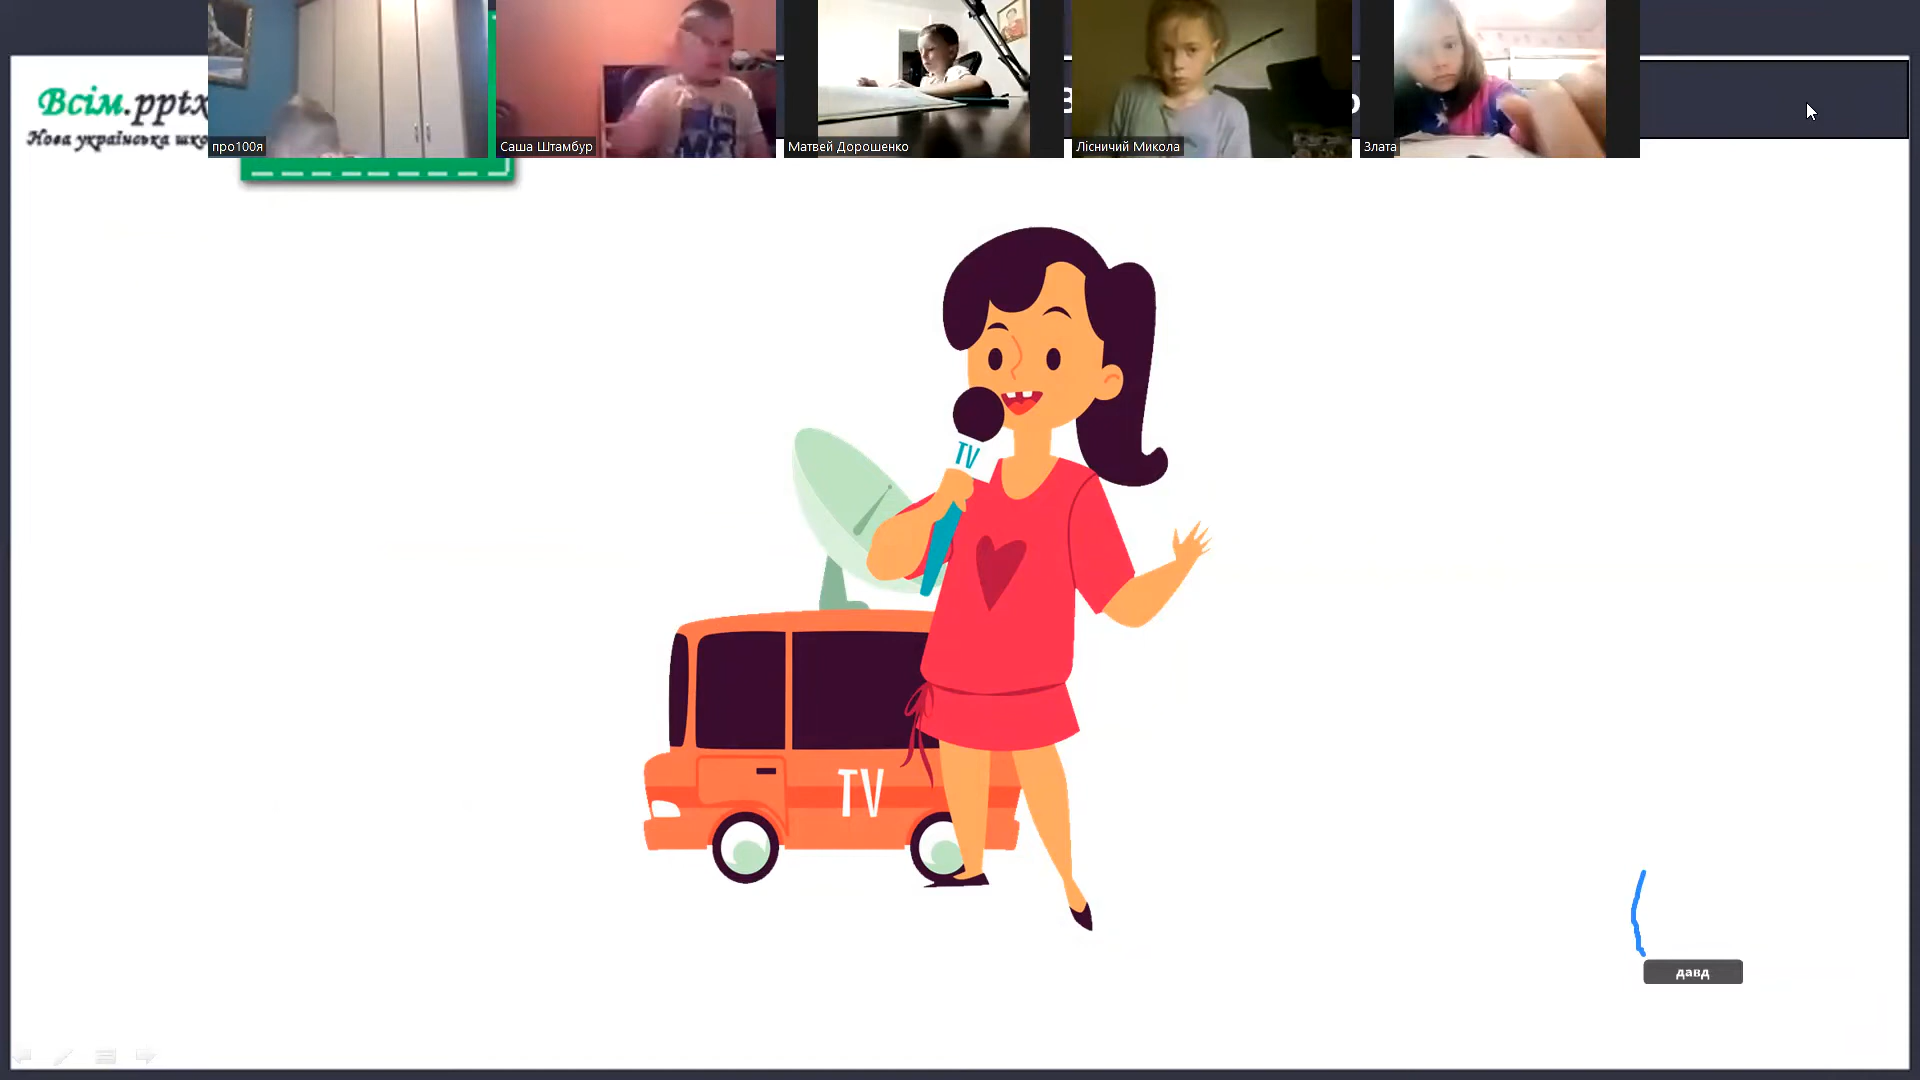 Всім.pptx
Нова українська шко
про100я
Саша Штамбур
Матвей Дорошенко
Лісничий Микола
Злата
TV
TV
давд